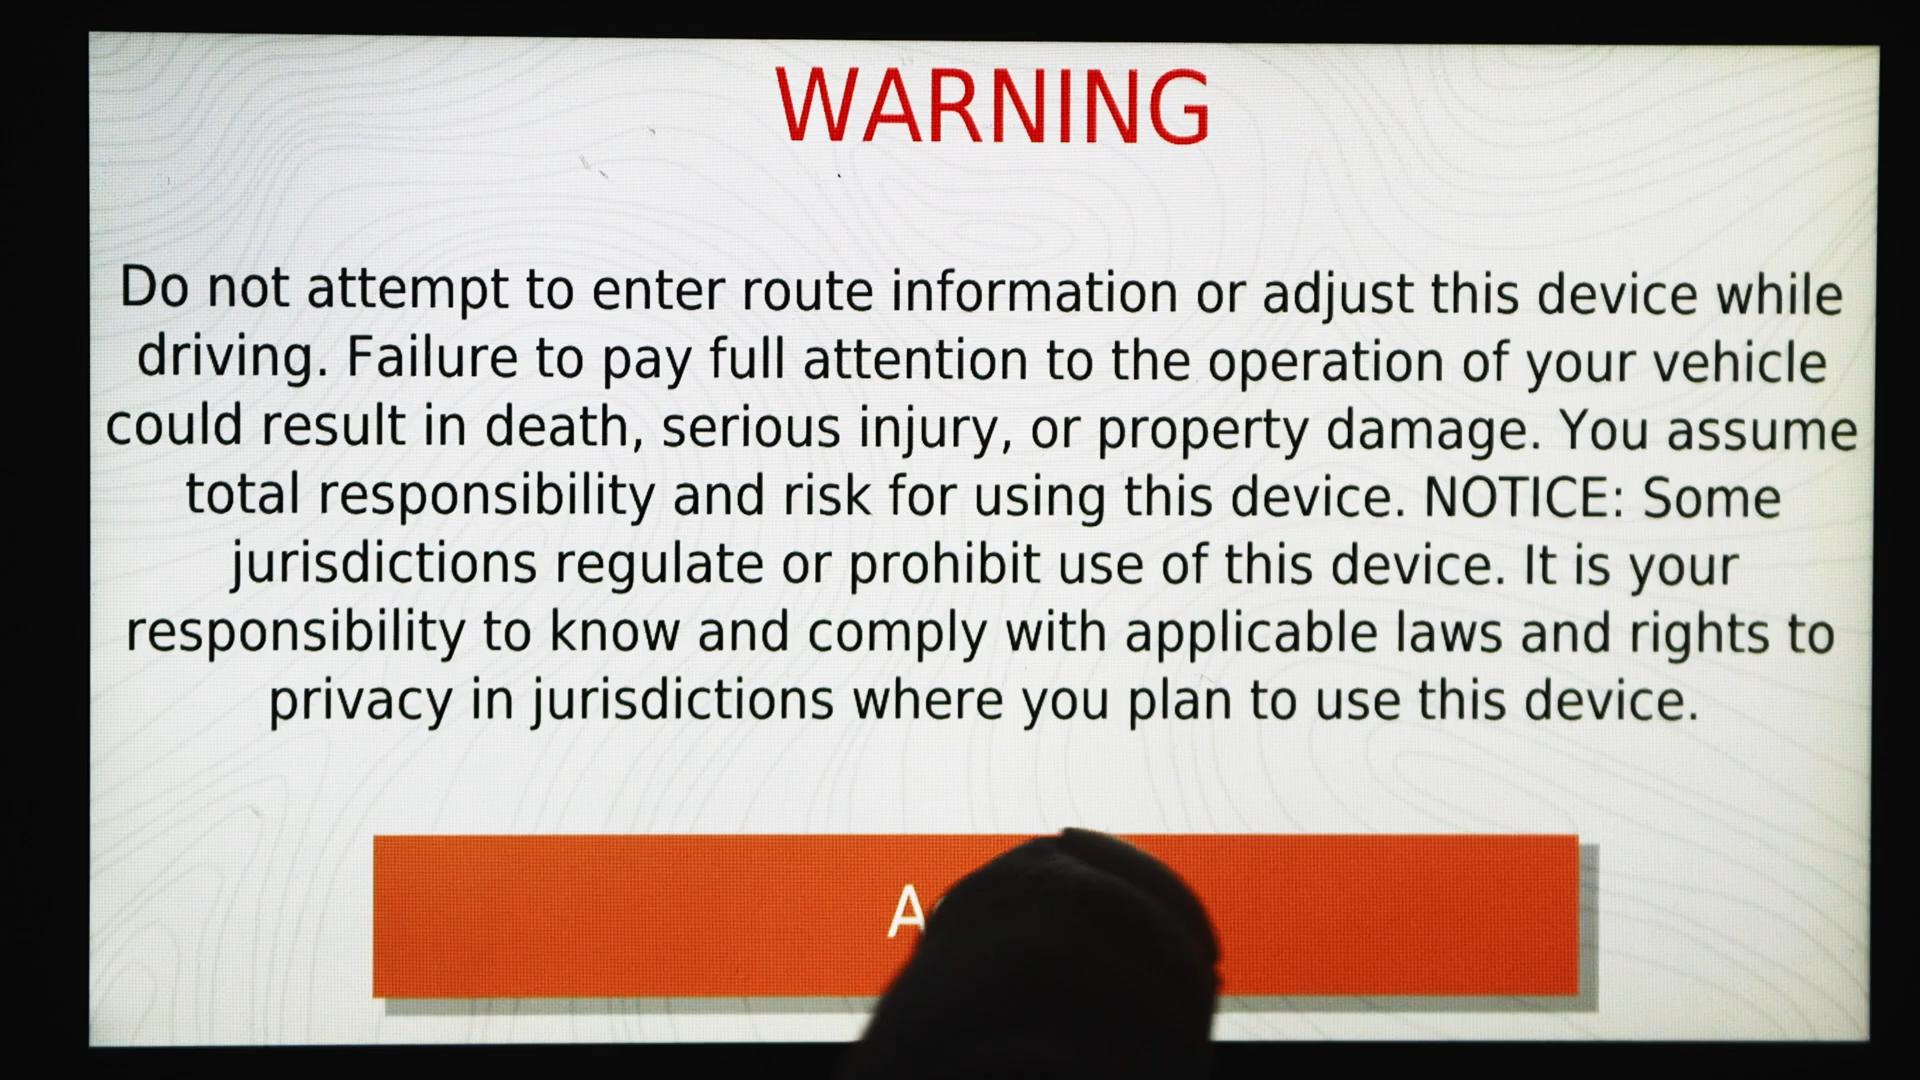 WARNING
Do not attempt to enter route information or adjust this device while
driving. Failure to pay full attention to the operation of your vehicle
could result in death, serious injury, or property damage. You assume
total responsibility and risk for using this device. NOTICE: Some
jurisdictions regulate or prohibit use of this device. It is your
responsibility to know and comply with applicable laws and rights to
privacy in jurisdictions where you plan to use this device.